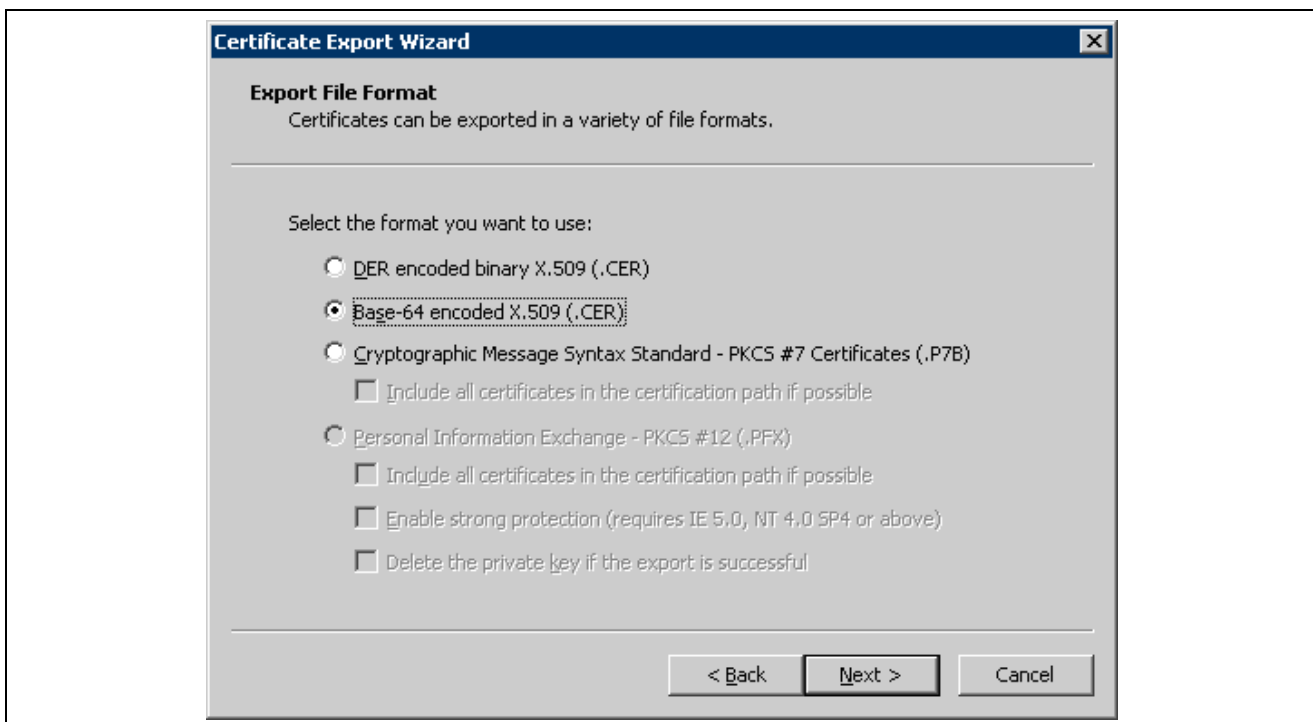 Certificate Export Wizard
Export File Format
Certificates can be exported in a variety of file formats.
Select the format you want to use:
DER encoded binary X.509 (.CER)
Base-64 encoded X.509 (.CER)
Cryptographic Message Syntax Standard - PKCS #7 Certificates (.P7B)
Include all certificates in the certification path if possible
Personal Information Exchange - PKCS #12 (.PFX)
Include all certificates in the certification path if possible
Enable strong protection (requires IE 5.0, NT 4.0 SP4 or above)
Delete the private key if the export is successful
< Back Next > Cancel